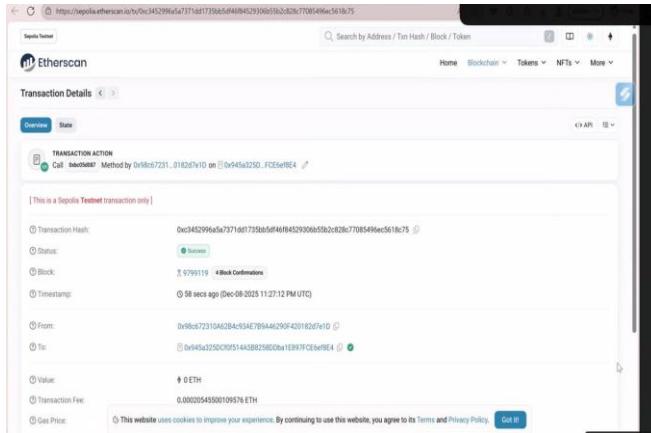 https://sepolia.etherscan.io/tx/0xc3452996a5a7371dd1735bb5df46f84529306b55b2c828c77085496ec5618c75
Sepolia Testnet
Search by Address / Txn Hash / Block / Token
Etherscan
Home Blockchain Tokens NFTs More
Transaction Details
Overview State
API
TRANSACTION ACTION
Call Method by 0x98c67231...0182d7e1D on 0x945a325D...FCE6ef8E4
[ This is a Sepolia Testnet transaction only ]
Transaction Hash: 0xc3452996a5a7371dd1735bb5df46f84529306b55b2c828c77085496ec5618c75
Status: Success
Block: 9799119 4 Block Confirmations
Timestamp: 58 secs ago (Dec-08-2025 11:27:12 PM UTC)
From: 0x98c672310A62B4c93AE7B9A46290F420182d7e1D
To:
Value: 0 ETH
Transaction Fee: 0.00020545500109576 ETH
Gas Price:
This website uses cookies to improve your experience. By continuing to use this website, you agree to its Terms and Privacy Policy. Got it!